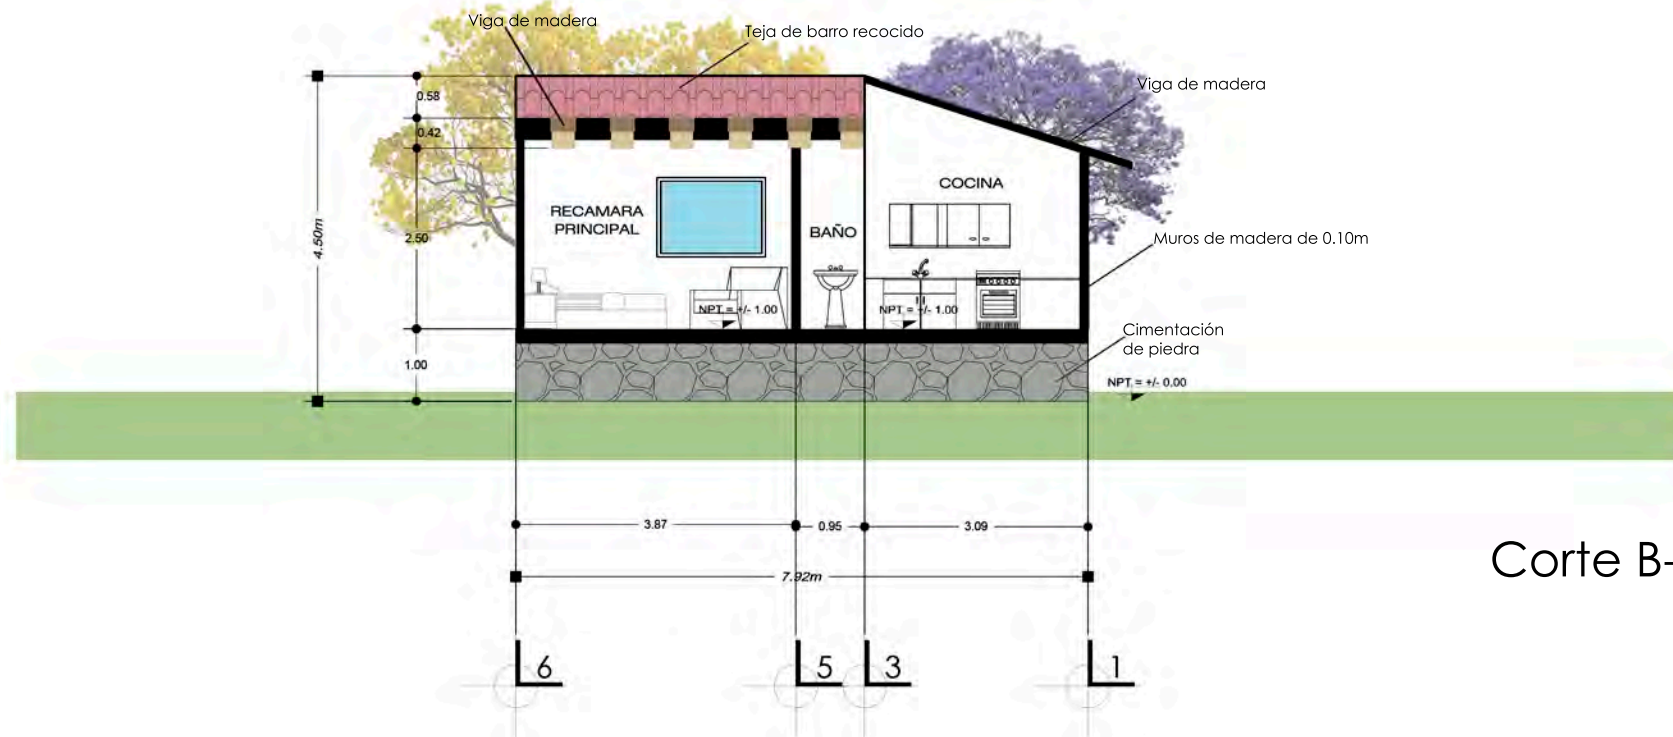 Viga de madera
Teja de barro recocido
Viga de madera
0.58
0.42
4.50m
2.50
1.00
RECAMARA
PRINCIPAL
BAÑO
COCINA
Muros de madera de 0.10m
NPT. = +/- 1.00
NPT. = +/- 1.00
Cimentación
de piedra
NPT. = +/- 0.00
3.87
0.95
3.09
7.92m
Corte B-
6
5
3
1